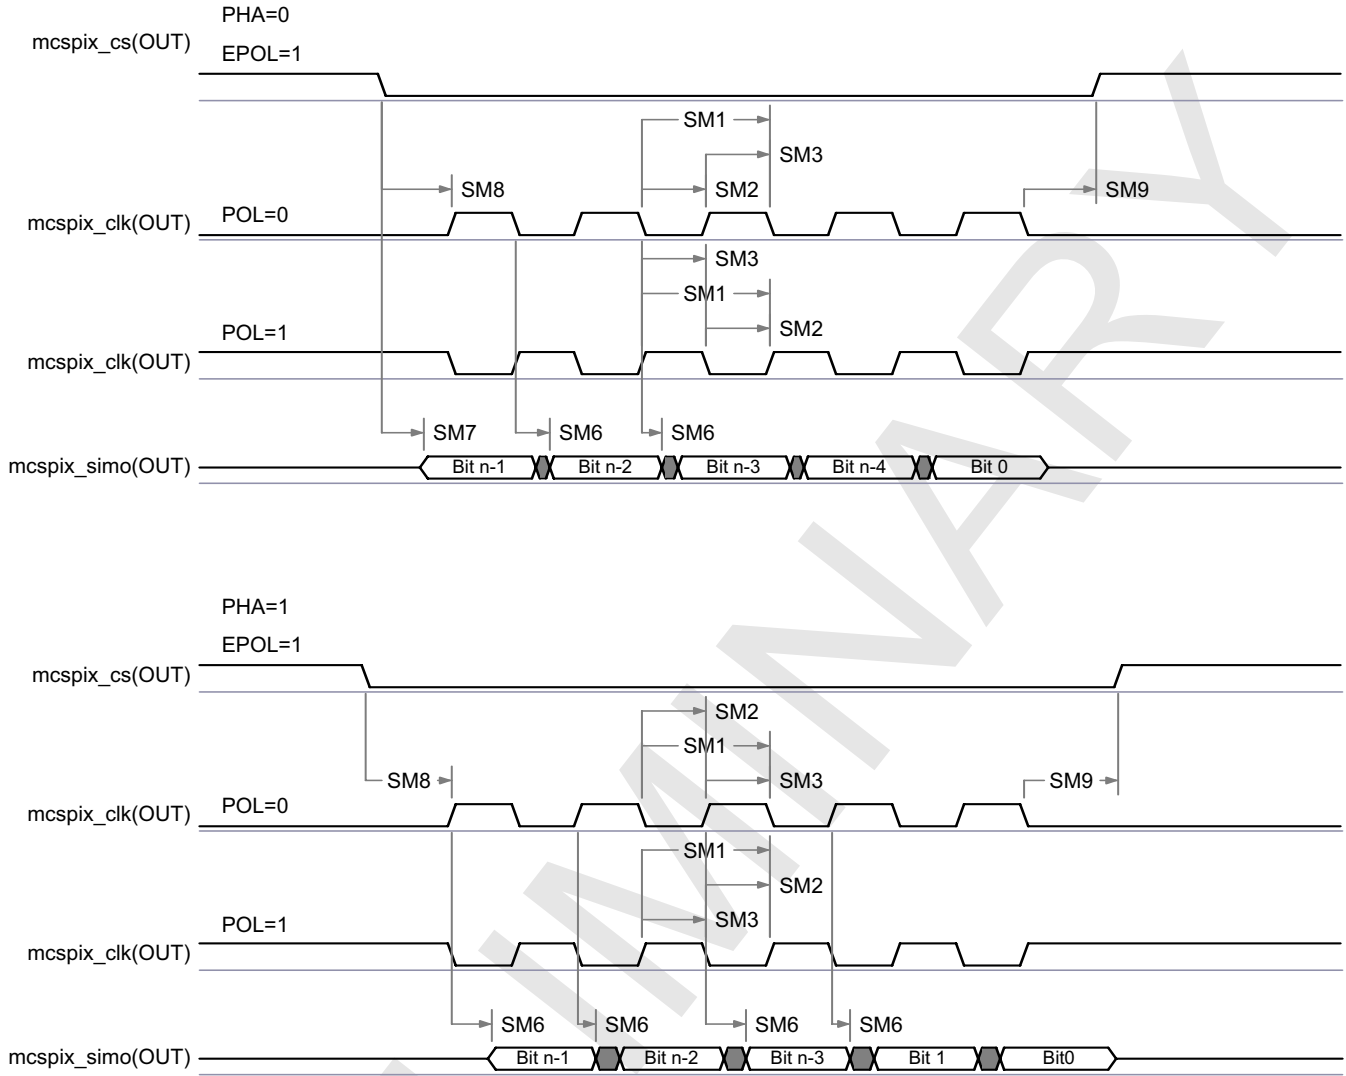 PHA=0
mcspix_cs(OUT)
EPOL=1
SM1
SM3
SM8 SM2 SM9
POL=0
mcspix_clk(OUT)
SM3
SM1
SM2
POL=1
mcspix_clk(OUT)
SM7 SM6 SM6
mcspix_simo(OUT) Bit n-1 Bit n-2 Bit n-3 Bit n-4 Bit 0
PHA=1
EPOL=1
mcspix_cs(OUT)
SM2
SM1
SM8 SM3 SM9
POL=0
mcspix_clk(OUT)
SM1
SM2
SM3
POL=1
mcspix_clk(OUT)
SM6 SM6 SM6 SM6
mcspix_simo(OUT) Bit n-1 Bit n-2 Bit n-3 Bit 1 Bit0
IMINARY